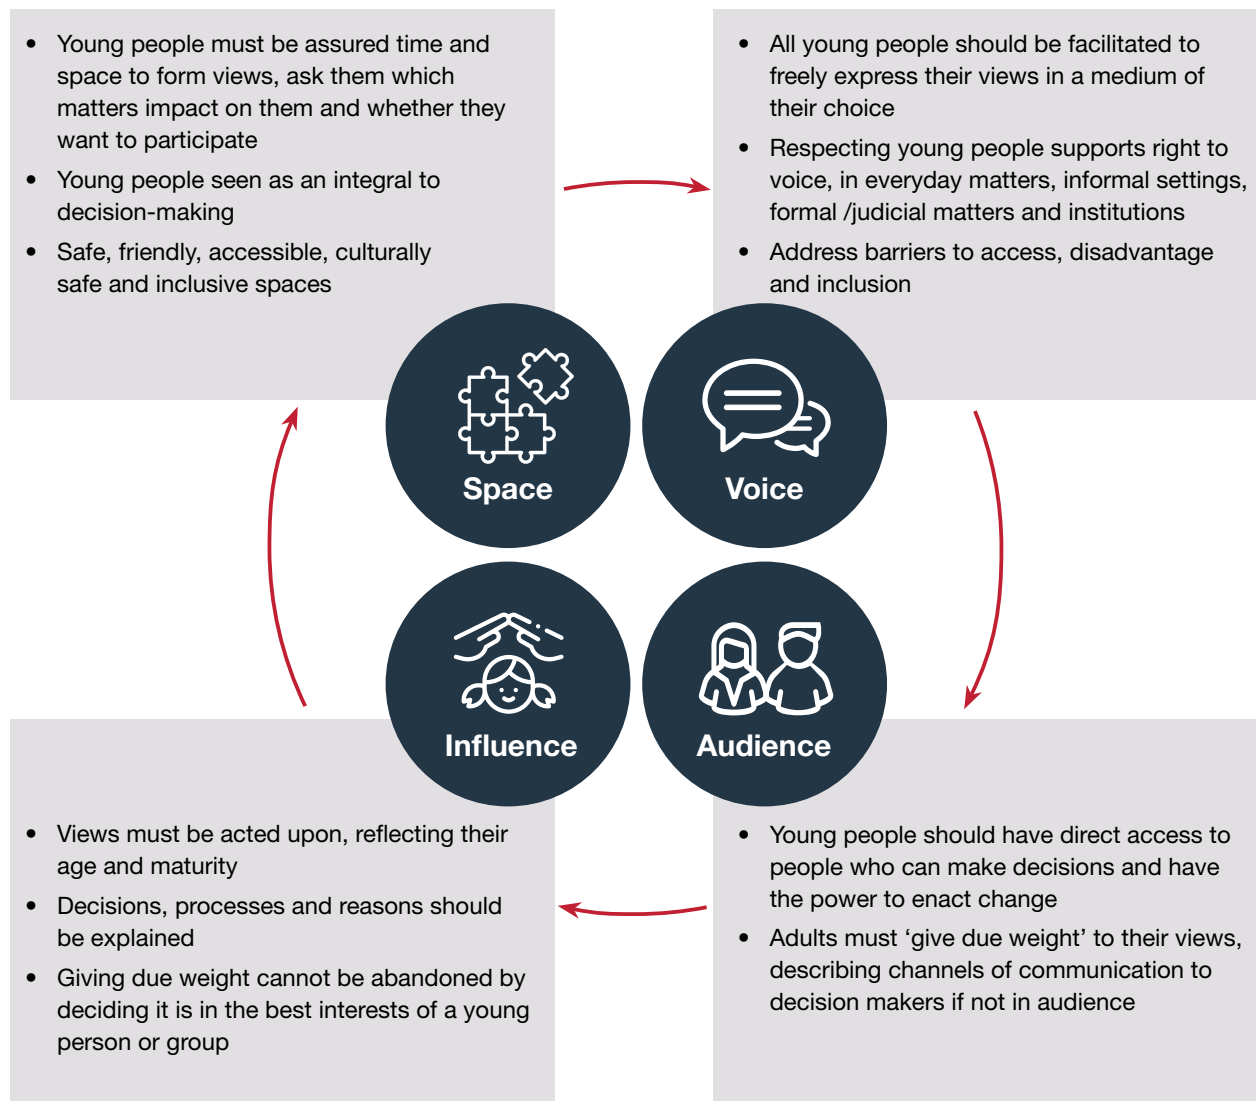 • Young people must be assured time and
space to form views, ask them which
matters impact on them and whether they
want to participate
• Young people seen as an integral to
decision-making
• Safe, friendly, accessible, culturally
safe and inclusive spaces
• All young people should be facilitated to
freely express their views in a medium of
their choice
• Respecting young people supports right to
voice, in everyday matters, informal settings,
formal /judicial matters and institutions
• Address barriers to access, disadvantage
and inclusion
Space
Voice
Influence
Audience
• Views must be acted upon, reflecting their
age and maturity
• Decisions, processes and reasons should
be explained
• Giving due weight cannot be abandoned by
deciding it is in the best interests of a young
person or group
• Young people should have direct access to
people who can make decisions and have
the power to enact change
• Adults must ‘give due weight’ to their views,
describing channels of communication to
decision makers if not in audience